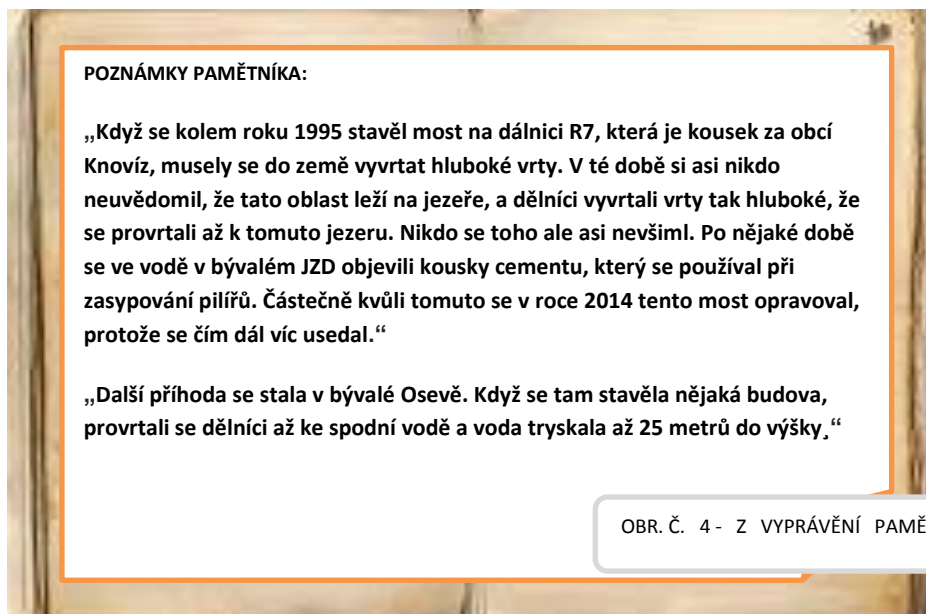 POZNÁMKY PAMĚTNÍKA:
„Když se kolem roku 1995 stavěl most na dálnici R7, která je kousek za obcí
Knovíz, musely se do země vyvrtat hluboké vrty. V té době si asi nikdo
neuvědomil, že tato oblast leží na jezeře, a dělníci vyvrtali vrty tak hluboké, že
se provrtali až k tomuto jezeru. Nikdo se toho ale asi nevšiml. Po nějaké době
se ve vodě v bývalém JZD objevili kousky cementu, který se používal při
zasypování pilířů. Částečně kvůli tomuto se v roce 2014 tento most opravoval,
protože se čím dál víc usedal.“
„Další příhoda se stala v bývalé Osevě. Když se tam stavěla nějaká budova,
provrtali se dělníci až ke spodní vodě a voda tryskala až 25 metrů do výšky¸“
OBR. Č. 4 - Z VYPRÁVĚNÍ PAMĚ